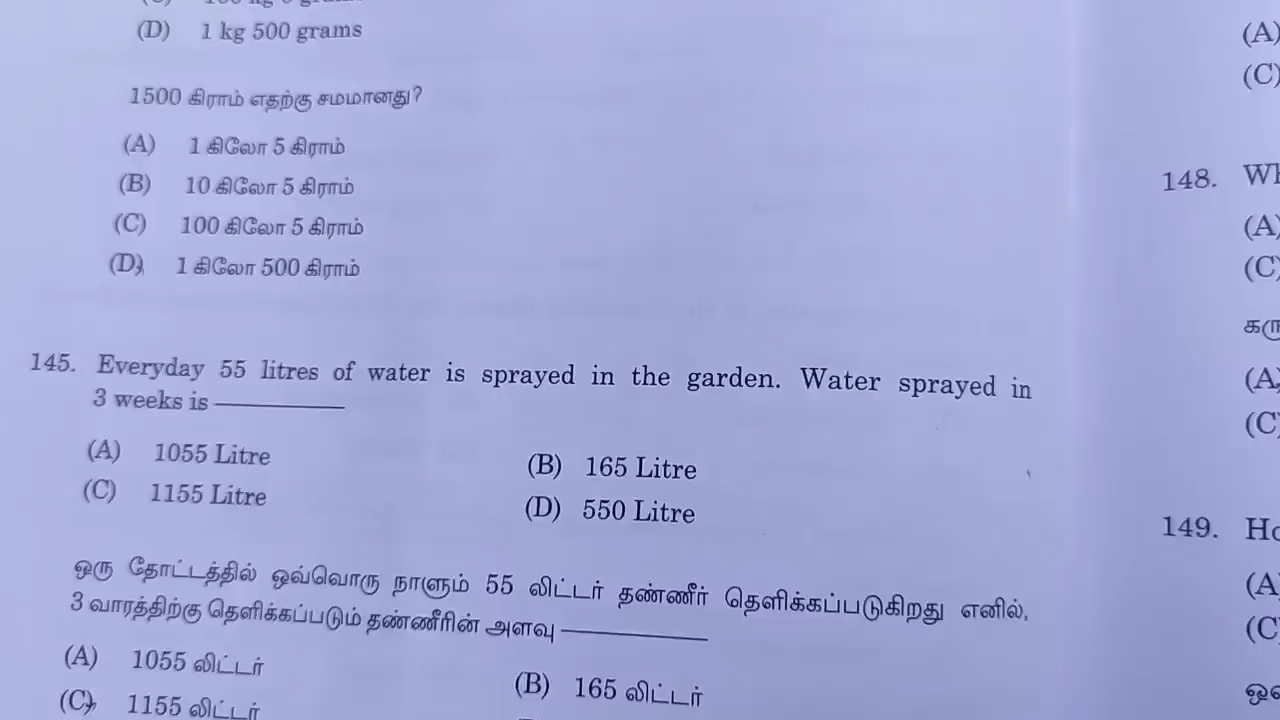 (D) 1 kg 500 grams
1500 கிராம் எதற்கு சமமானது?
(A) 1 கிலோ 5 கிராம்
(B) 10 கிலோ 5 கிராம்
(C) 100 கிலோ 5 கிராம்
(D) 1 கிலோ 500 கிராம்
145. Everyday 55 litres of water is sprayed in the garden. Water sprayed in
3 weeks is
(A) 1055 Litre (B) 165 Litre
(C) 1155 Litre (D) 550 Litre
ஒரு தோட்டத்தில் ஒவ்வொரு நாளும் 55 லிட்டர் தண்ணீர் தெளிக்கப்படுகிறது எனில்,
3 வாரத்திற்கு தெளிக்கப்படும் தண்ணீரின் அளவு
(A) 1055 லிட்டர் (B) 165 லிட்டர்
(C) 1155 லிட்டர்
(A)
(C)
148.
(A)
(C)
(A)
(C)
149.
(A)
(C)